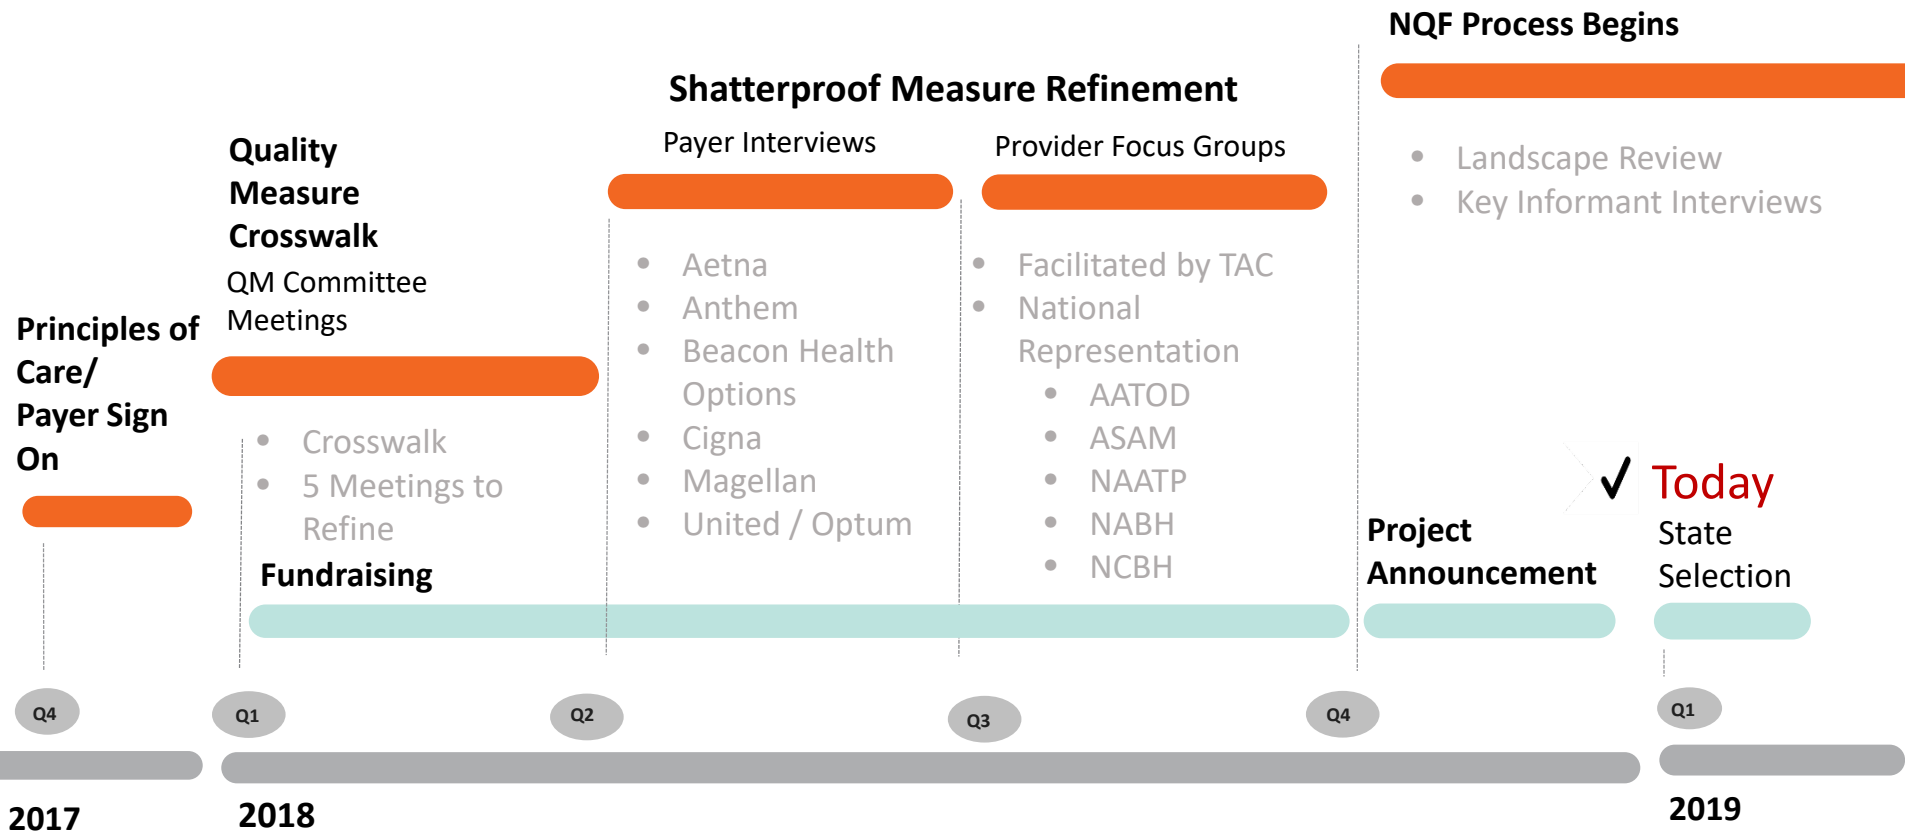 NQF Process Begins
Landscape Review
Key Informant Interviews
Shatterproof Measure Refinement
Payer Interviews
Aetna
Anthem
Beacon Health
Options
Cigna
Magellan
United / Optum
Provider Focus Groups
Facilitated by TAC
National
Representation
AATOD
ASAM
NAATP
NABH
NCBH
Quality
Measure
Crosswalk
QM Committee
Meetings
Crosswalk
5 Meetings to
Refine
Principles of
Care/
Payer Sign
On
Fundraising
Project
Announcement
✓ Today
State
Selection
Q4
Q1
Q2
Q3
Q4
Q1
2017
2018
2019